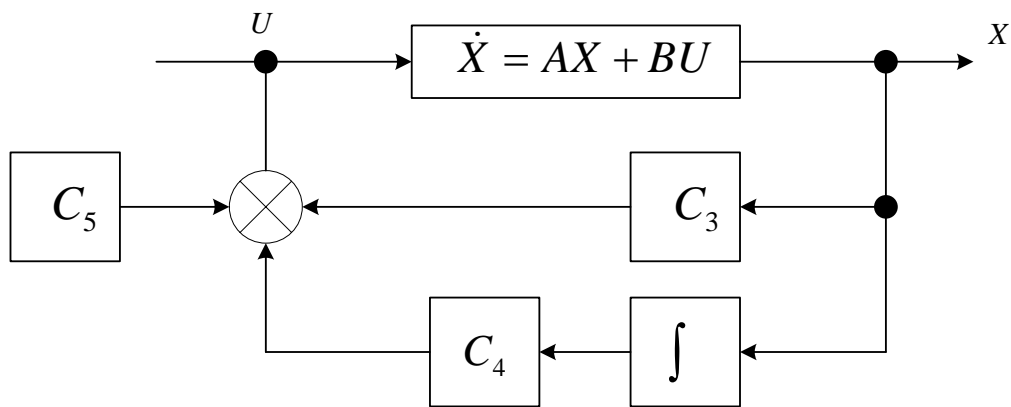 U
X
Ẋ = AX + BU
C₅
C₃
C₄
∫